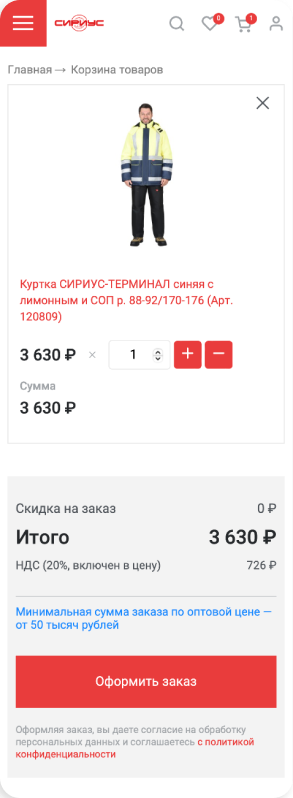 СИРИУС
0
1
Главная → Корзина товаров
Куртка СИРИУС-ТЕРМИНАЛ синяя с
лимонным и СОП р. 88-92/170-176 (Арт.
120809)
3 630 ₽ × 1 + −
Сумма
3 630 ₽
Скидка на заказ 0 ₽
Итого 3 630 ₽
НДС (20%, включен в цену) 726 ₽
Минимальная сумма заказа по оптовой цене —
от 50 тысяч рублей
Оформить заказ
Оформляя заказ, вы даете согласие на обработку
персональных данных и соглашаетесь с политикой
конфиденциальности